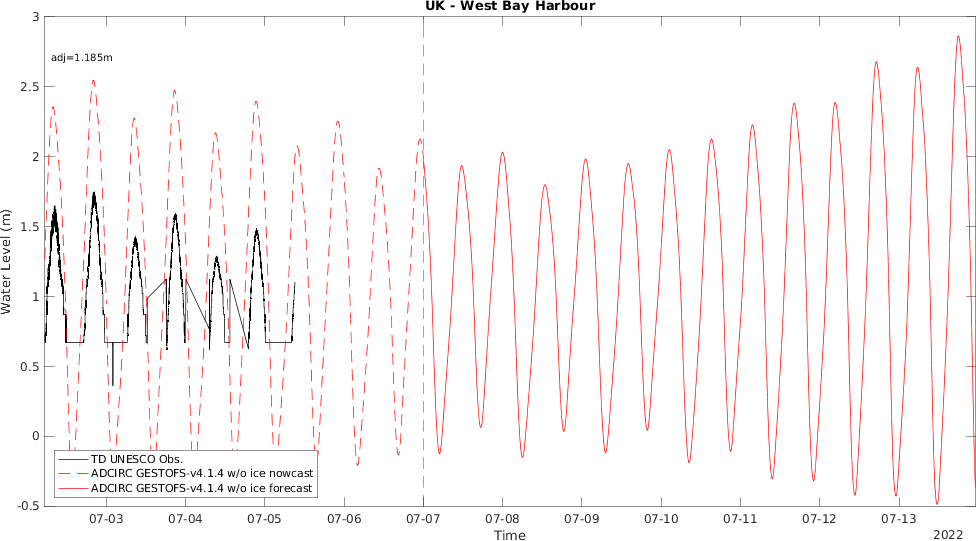 UK - West Bay Harbour
adj=1.185m
Water Level (m)
3
2.5
2
1.5
1
0.5
0
-0.5
TD UNESCO Obs.
ADCIRC GESTOFS-v4.1.4 w/o ice nowcast
ADCIRC GESTOFS-v4.1.4 w/o ice forecast
07-03 07-04 07-05 07-06 07-07 07-08 07-09 07-10 07-11 07-12 07-13
Time
2022